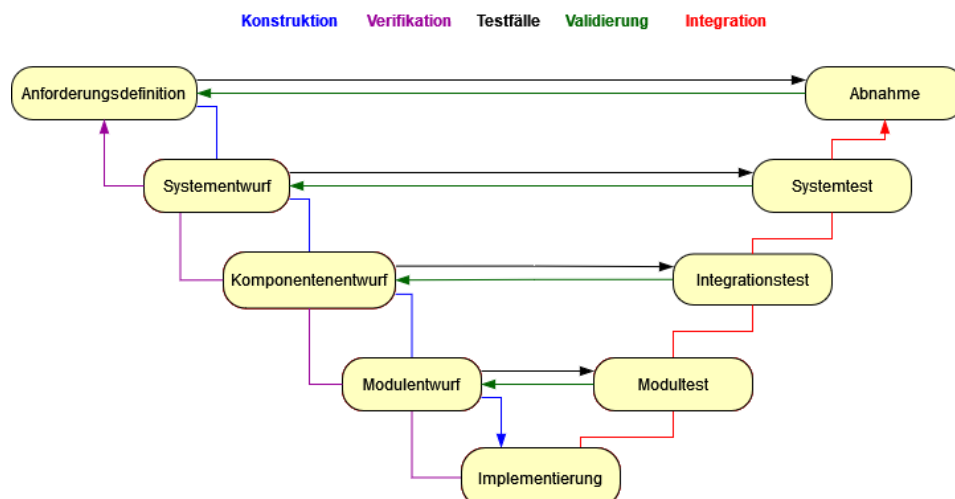 Konstruktion Verifikation Testfälle Validierung Integration
Anforderungsdefinition Abnahme
Systementwurf Systemtest
Komponentenentwurf Integrationstest
Modulentwurf Modultest
Implementierung